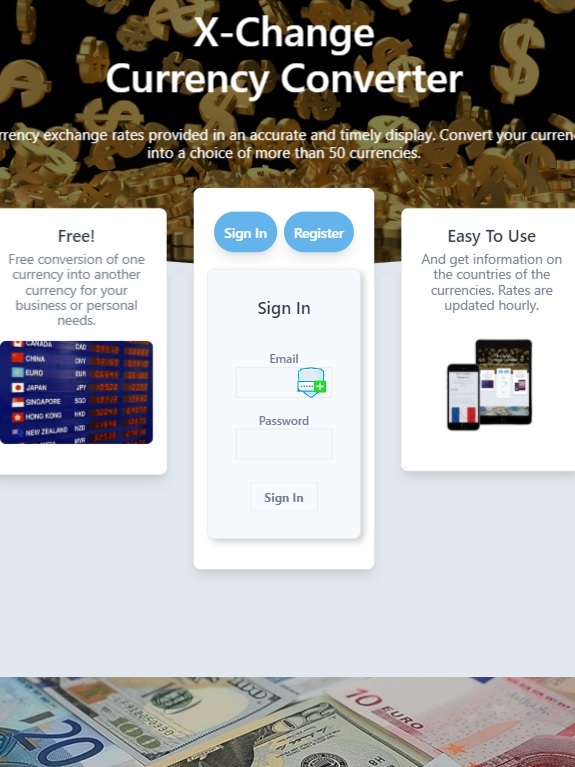 X-Change
Currency Converter
rrency exchange rates provided in an accurate and timely display. Convert your curren
into a choice of more than 50 currencies.
Free!
Free conversion of one
currency into another
currency for your
business or personal
needs.
CANADA CAD
CHINA CNY
EURO EUR
JAPAN JPY
SINGAPORE SGD
HONG KONG HKD
NEW ZEALAND NZD
MYR
Sign In
Register
Sign In
Email
Password
Sign In
Easy To Use
And get information on
the countries of the
currencies. Rates are
updated hourly.
20
100
10 EURO